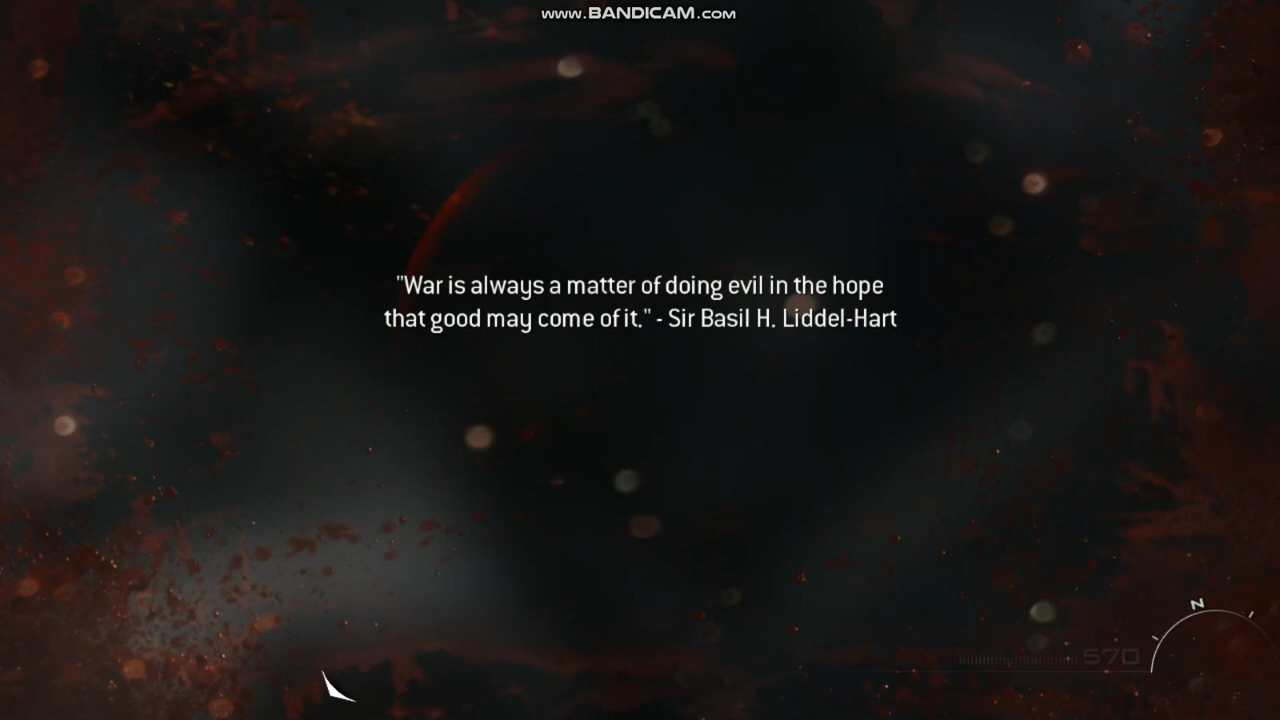 www.BANDICAM.com
"War is always a matter of doing evil in the hope
that good may come of it." - Sir Basil H. Liddel-Hart
N
570